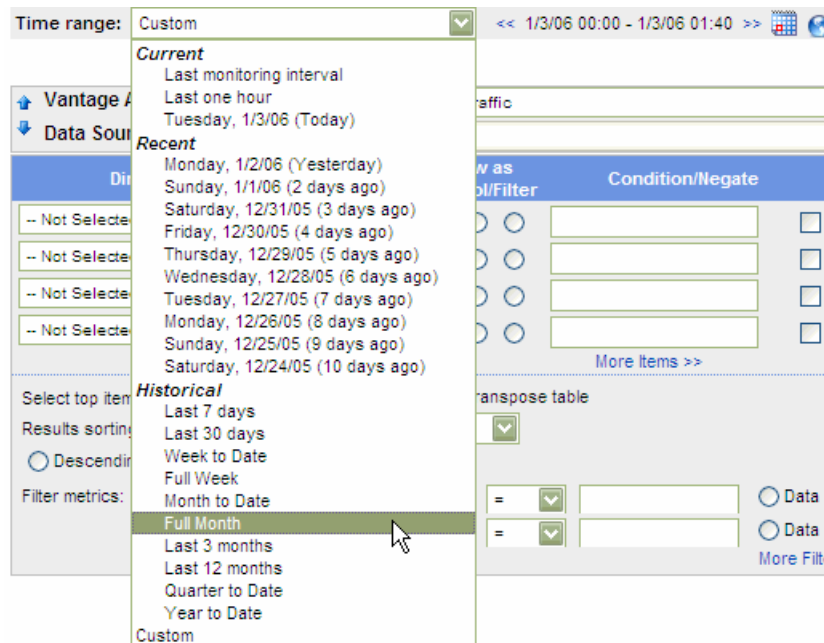 Time range: Custom << 1/3/06 00:00 - 1/3/06 01:40 >>
Current
Last monitoring interval
Last one hour
Tuesday, 1/3/06 (Today)
Recent
Monday, 1/2/06 (Yesterday)
Sunday, 1/1/06 (2 days ago)
Saturday, 12/31/05 (3 days ago)
Friday, 12/30/05 (4 days ago)
Thursday, 12/29/05 (5 days ago)
Wednesday, 12/28/05 (6 days ago)
Tuesday, 12/27/05 (7 days ago)
Monday, 12/26/05 (8 days ago)
Sunday, 12/25/05 (9 days ago)
Saturday, 12/24/05 (10 days ago)
Historical
Last 7 days
Last 30 days
Week to Date
Full Week
Month to Date
Full Month
Last 3 months
Last 12 months
Quarter to Date
Year to Date
Custom
Vantage A
Data Sour
Dir
-- Not Selecte
-- Not Selecte
-- Not Selecte
-- Not Selecte
Select top item
Results sorting
Descendin
Filter metrics:
affic
w as
ol/Filter
Condition/Negate
More Items >>
ranspose table
= Data
= Data
More Filt